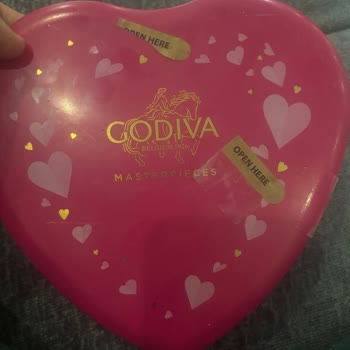 OPEN HERE
GODIVA
BELGIUM 1926
MASTERPIECES
OPEN HERE